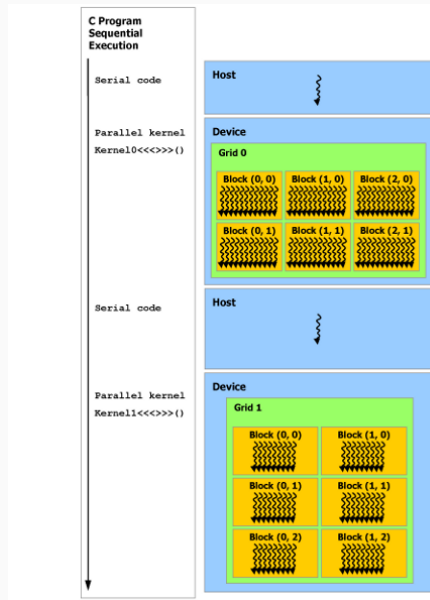 C Program
Sequential
Execution
Serial code
Host
Parallel kernel
Kernel0<<<>>>()
Device
Grid 0
Block (0, 0) Block (1, 0) Block (2, 0)
Block (0, 1) Block (1, 1) Block (2, 1)
Serial code
Host
Parallel kernel
Kernel1<<<>>>()
Device
Grid 1
Block (0, 0) Block (1, 0)
Block (0, 1) Block (1, 1)
Block (0, 2) Block (1, 2)